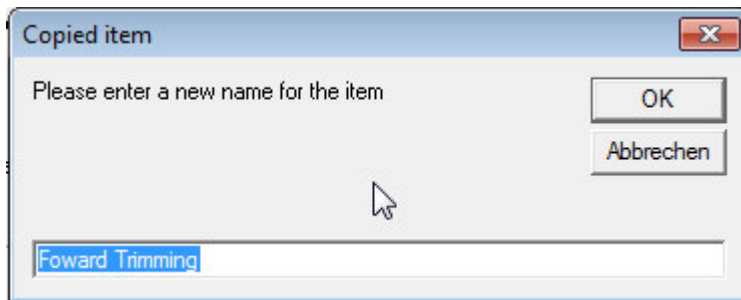 Copied item
Please enter a new name for the item
OK
Abbrechen
Foward Trimming